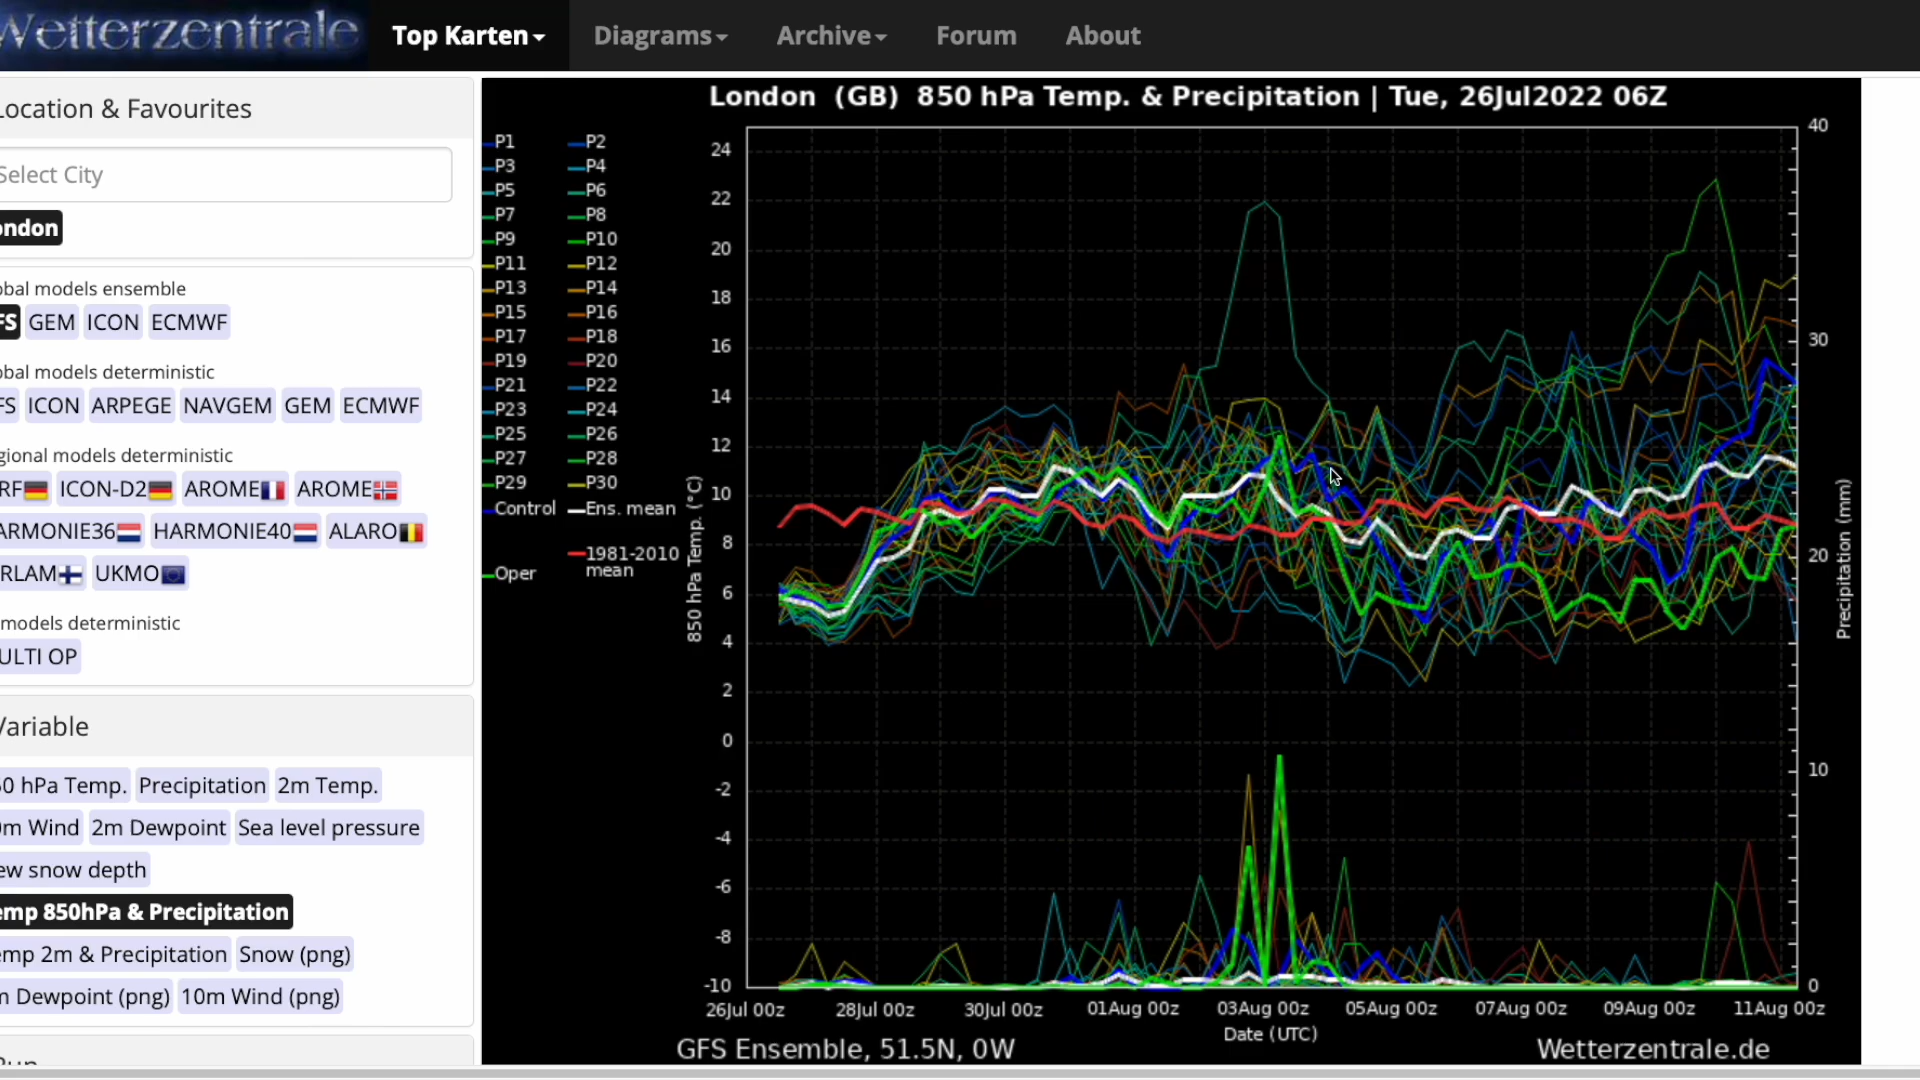 Wetterzentrale Top Karten Diagrams Archive Forum About
Location & Favourites
Select City
ondon
bal models ensemble
FS GEM ICON ECMWF
bal models deterministic
FS ICON ARPEGE NAVGEM GEM ECMWF
gional models deterministic
RF ICON-D2 AROME AROME
ARMONIE36 HARMONIE40 ALARO
RLAM UKMO
models deterministic
ULTI OP
Variable
50 hPa Temp. Precipitation 2m Temp.
0m Wind 2m Dewpoint Sea level pressure
ew snow depth
emp 850hPa & Precipitation
emp 2m & Precipitation Snow (png)
m Dewpoint (png) 10m Wind (png)
London (GB) 850 hPa Temp. & Precipitation | Tue, 26Jul2022 06Z
P1 P2
P3 P4
P5 P6
P7 P8
P9 P10
P11 P12
P13 P14
P15 P16
P17 P18
P19 P20
P21 P22
P23 P24
P25 P26
P27 P28
P29 P30
Control Ens. mean
Oper 1981-2010
mean
850 hPa Temp. (°C)
24
22
20
18
16
14
12
10
8
6
4
2
0
-2
-4
-6
-8
-10
40
30
20
10
0
Precipitation (mm)
26Jul 00z 28Jul 00z 30Jul 00z 01Aug 00z 03Aug 00z 05Aug 00z 07Aug 00z 09Aug 00z 11Aug 00z
Date (UTC)
GFS Ensemble, 51.5N, 0W Wetterzentrale.de